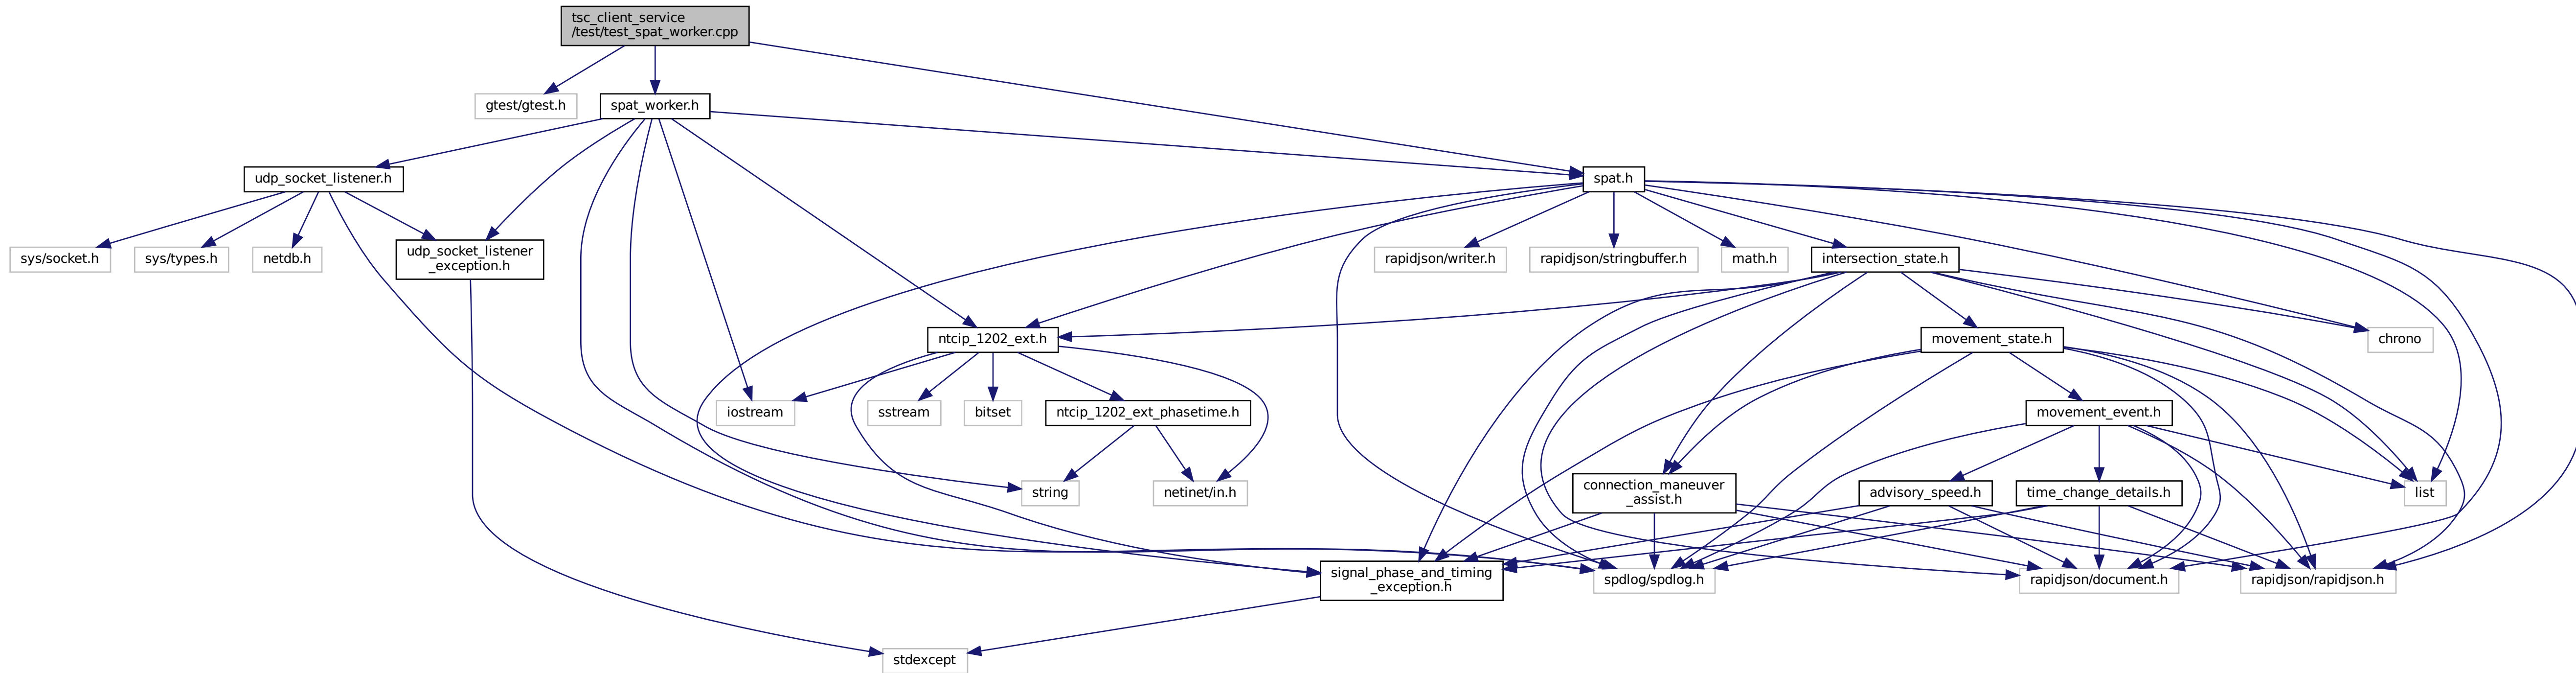 tsc_client_service
/test/test_spat_worker.cpp
gtest/gtest.h
spat_worker.h
udp_socket_listener.h
spat.h
sys/socket.h
sys/types.h
netdb.h
udp_socket_listener
_exception.h
rapidjson/writer.h
rapidjson/stringbuffer.h
math.h
intersection_state.h
ntcip_1202_ext.h
movement_state.h
chrono
iostream
sstream
bitset
ntcip_1202_ext_phasetime.h
movement_event.h
string
netinet/in.h
connection_maneuver
_assist.h
advisory_speed.h
time_change_details.h
list
signal_phase_and_timing
_exception.h
spdlog/spdlog.h
rapidjson/document.h
rapidjson/rapidjson.h
stdexcept